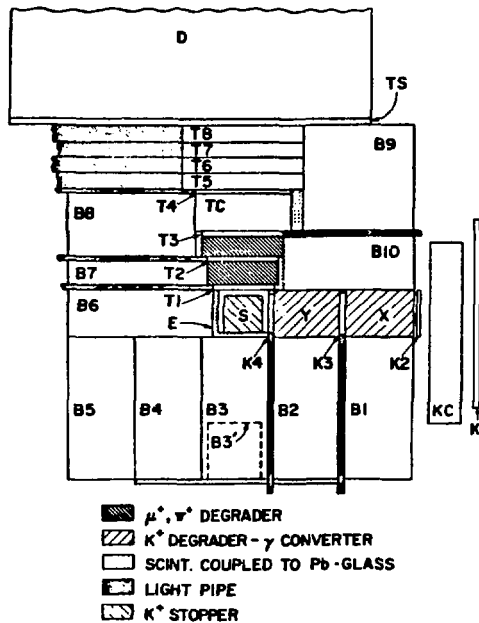 D
TS
T8
T7
T6
T5
B9
T4
TC
B8
T3
B10
B7
T2
B6
T1
E
S
Y
X
K4
K3
K2
KC
K
B5
B4
B3
B2
B1
B3'
μ⁺, π⁺ DEGRADER
K⁺ DEGRADER - γ CONVERTER
SCINT. COUPLED TO Pb-GLASS
LIGHT PIPE
K⁺ STOPPER